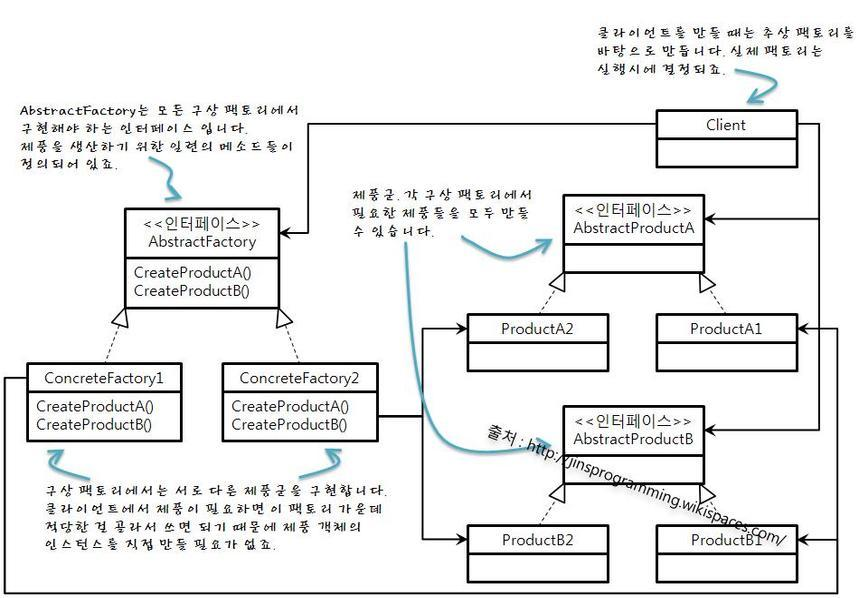 클라이언트를 만들 때는 추상 팩토리를
바탕으로 만듭니다. 실제 팩토리는
실행시에 결정되죠.
Client
AbstractFactory는 모든 구상 팩토리에서
구현해야 하는 인터페이스 입니다.
제품을 생산하기 위한 일련의 메소드들이
정의되어 있죠.
<<인터페이스>>
AbstractFactory
CreateProductA()
CreateProductB()
제품군. 각 구상 팩토리에서
필요한 제품들을 모두 만들
수 있습니다.
<<인터페이스>>
AbstractProductA
ProductA2
ProductA1
ConcreteFactory1
CreateProductA()
CreateProductB()
ConcreteFactory2
CreateProductA()
CreateProductB()
<<인터페이스>>
AbstractProductB
출처 : http://jinsprogramming.wikispaces.com/
ProductB2
ProductB1
구상 팩토리에서는 서로 다른 제품군을 구현합니다.
클라이언트에서 제품이 필요하면 이 팩토리 가운데
적당한 걸 골라서 쓰면 되기 때문에 제품 객체의
인스턴스를 직접 만들 필요가 없죠.